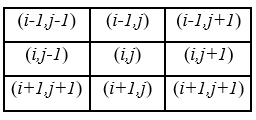 (i-1,j-1) (i-1,j) (i-1,j+1)
(i,j-1) (i,j) (i,j+1)
(i+1,j+1) (i+1,j) (i+1,j+1)